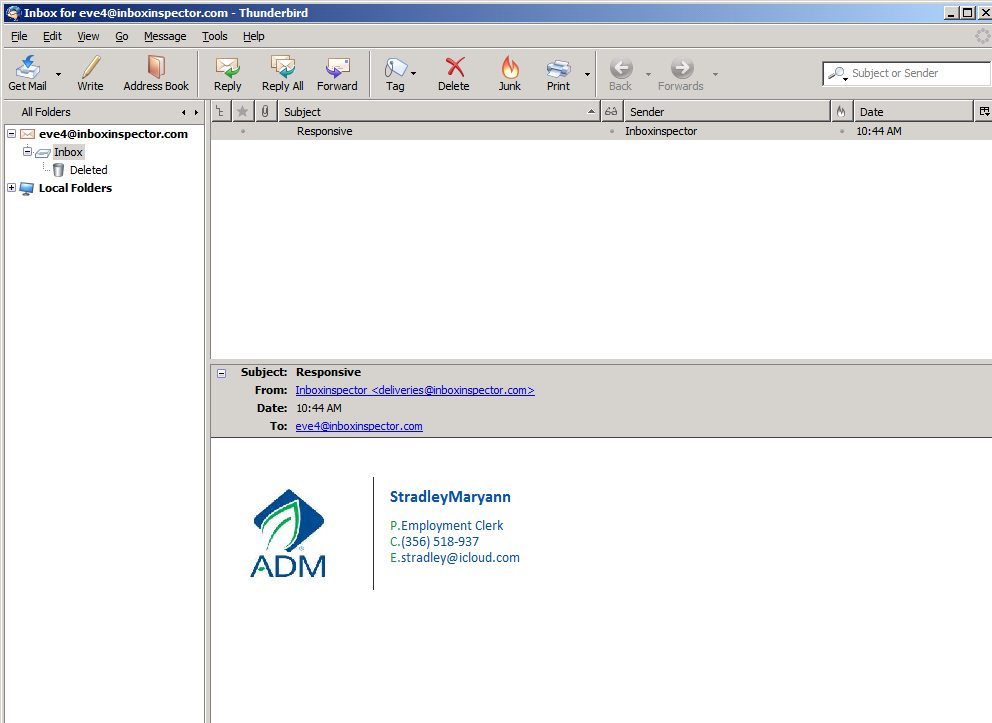 Inbox for eve4@inboxinspector.com - Thunderbird
File Edit View Go Message Tools Help
Get Mail Write Address Book Reply Reply All Forward Tag Delete Junk Print Back Forwards Subject or Sender
All Folders
Subject Sender Date
eve4@inboxinspector.com
Responsive Inboxinspector 10:44 AM
Inbox
Deleted
Local Folders
Subject: Responsive
From: Inboxinspector <deliveries@inboxinspector.com>
Date: 10:44 AM
To: eve4@inboxinspector.com
ADM
®
StradleyMaryann
P.Employment Clerk
C.(356) 518-937
E.stradley@icloud.com